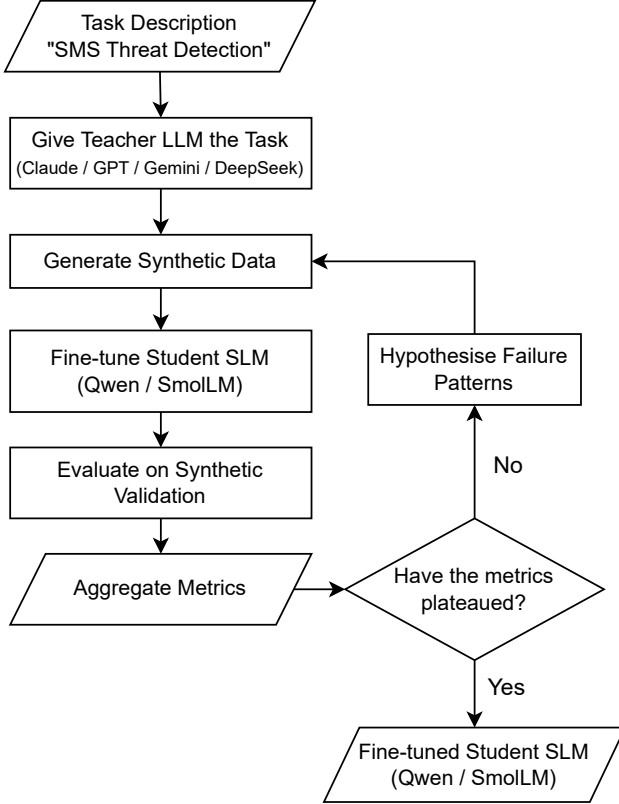 Task Description
"SMS Threat Detection"
Give Teacher LLM the Task
(Claude / GPT / Gemini / DeepSeek)
Generate Synthetic Data
Fine-tune Student SLM
(Qwen / SmolLM)
Evaluate on Synthetic
Validation
Aggregate Metrics
Have the metrics
plateaued?
No
Hypothesise Failure
Patterns
Yes
Fine-tuned Student SLM
(Qwen / SmolLM)